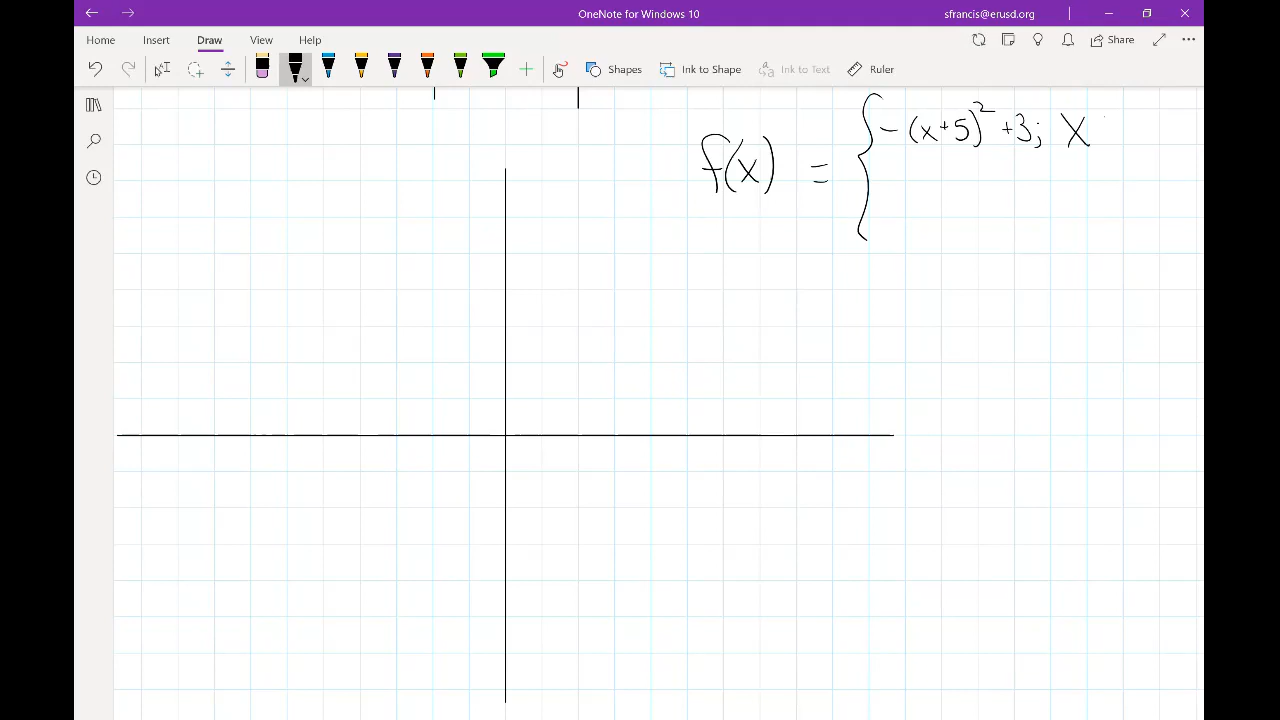 OneNote for Windows 10
sfrancis@erusd.org
Home Insert Draw View Help
Share
Shapes Ink to Shape Ink to Text Ruler
f(x) = { -(x+5)² +3; X